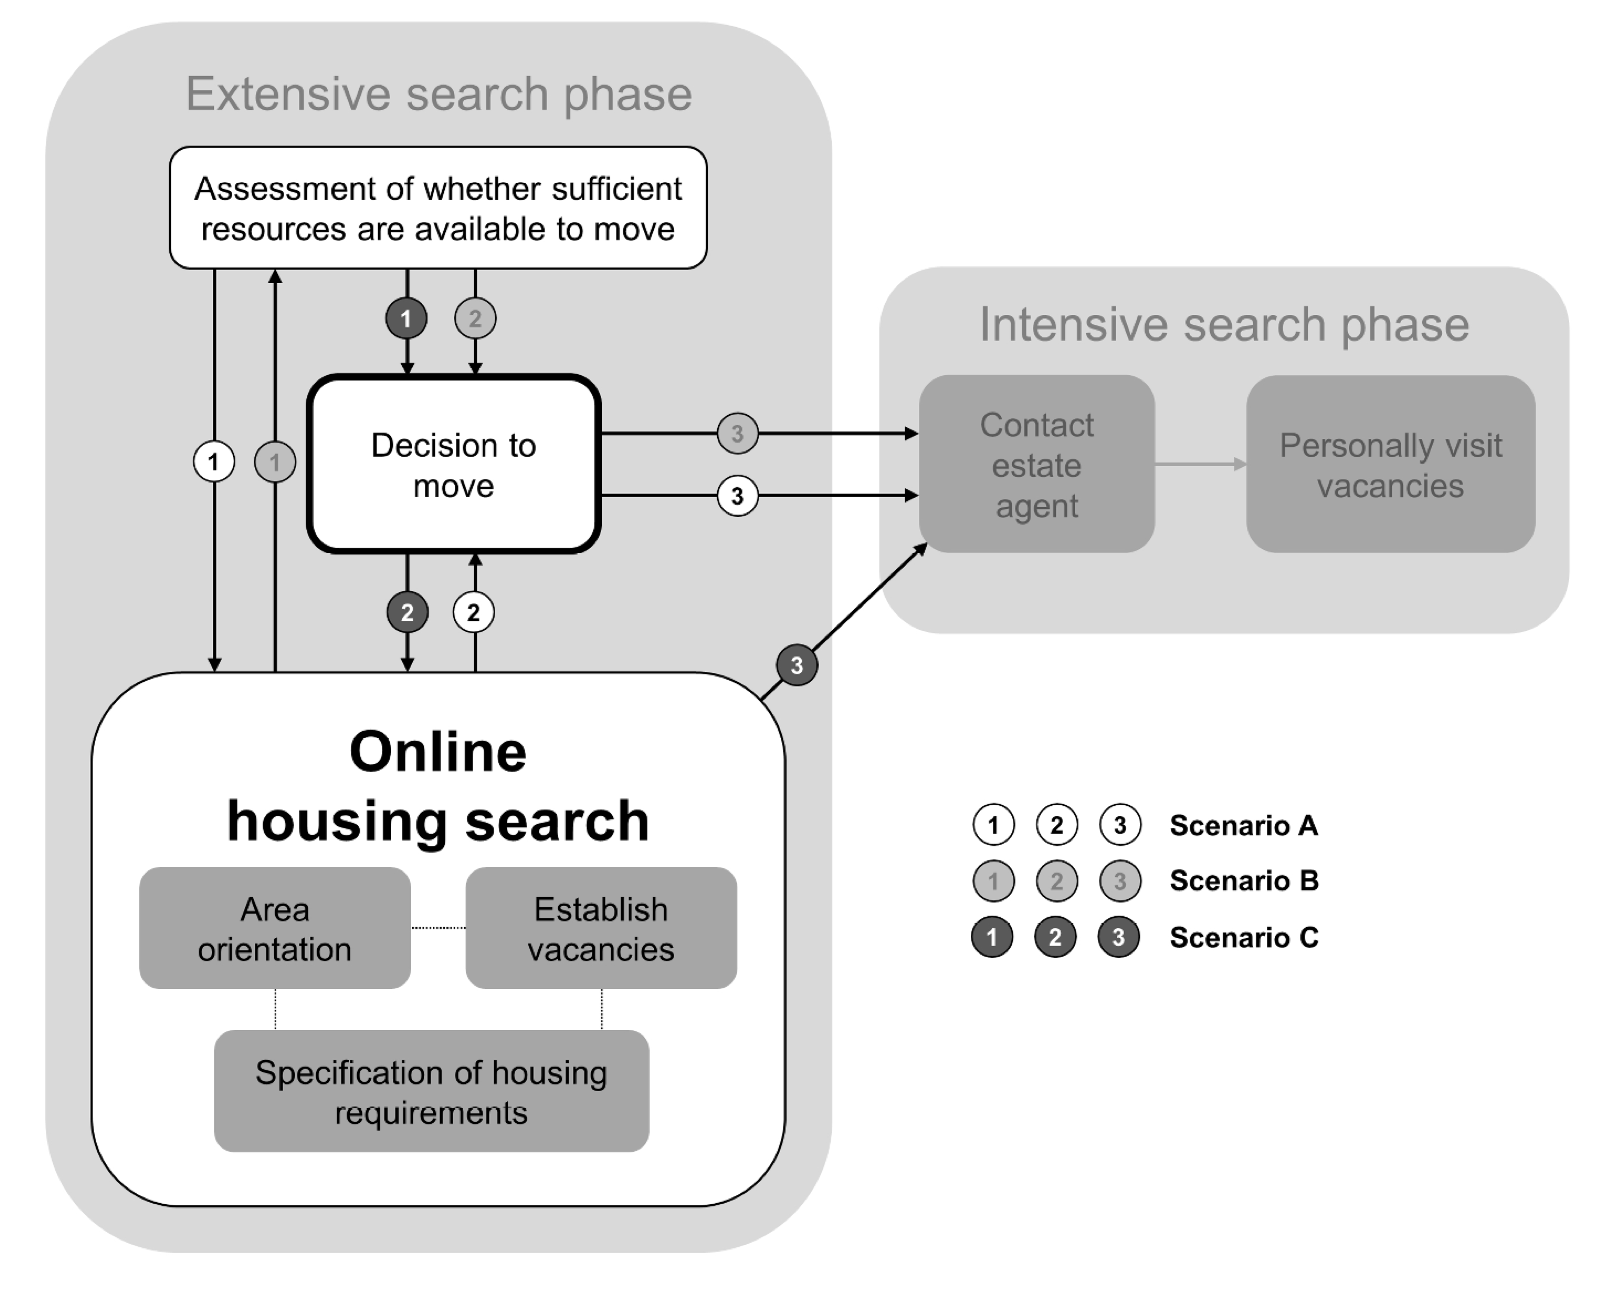 Extensive search phase
Assessment of whether sufficient
resources are available to move
1
2
Intensive search phase
Decision to
move
1
1
3
3
Contact
estate
agent
Personally visit
vacancies
2
2
3
Online
housing search
Area
orientation
Establish
vacancies
Specification of housing
requirements
1 2 3 Scenario A
1 2 3 Scenario B
1 2 3 Scenario C